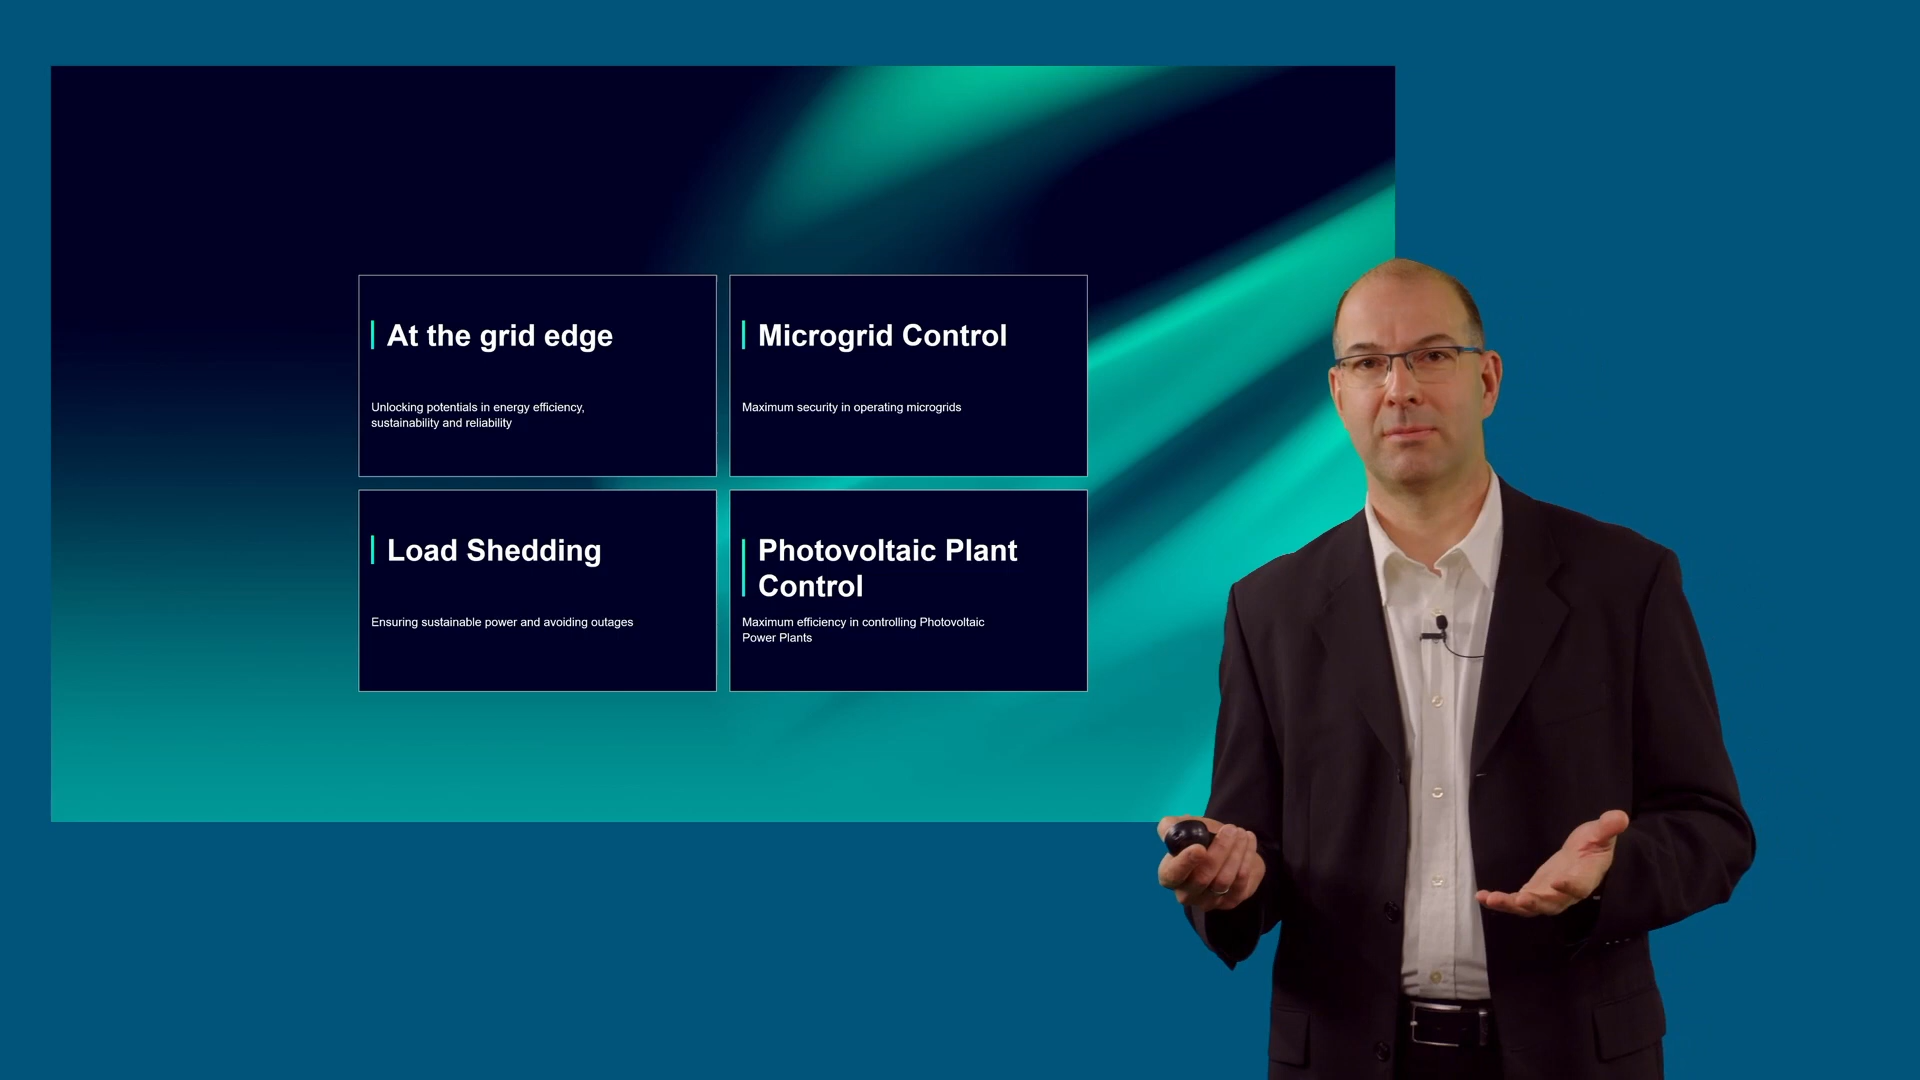 At the grid edge
Unlocking potentials in energy efficiency,
sustainability and reliability
Microgrid Control
Maximum security in operating microgrids
Load Shedding
Ensuring sustainable power and avoiding outages
Photovoltaic Plant
Control
Maximum efficiency in controlling Photovoltaic
Power Plants